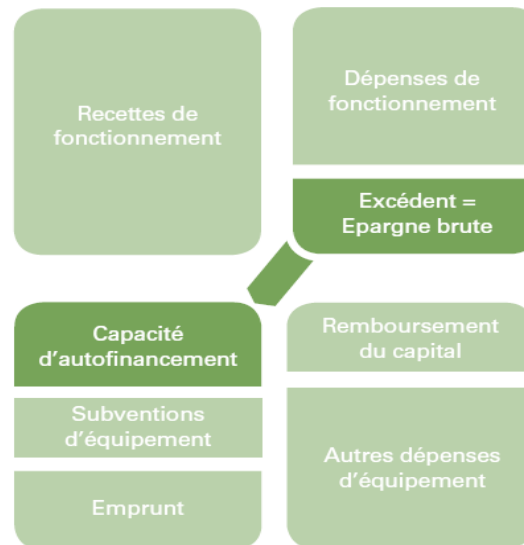 Recettes de
fonctionnement
Dépenses de
fonctionnement
Excédent =
Epargne brute
Capacité
d'autofinancement
Remboursement
du capital
Subventions
d'équipement
Autres dépenses
d'équipement
Emprunt